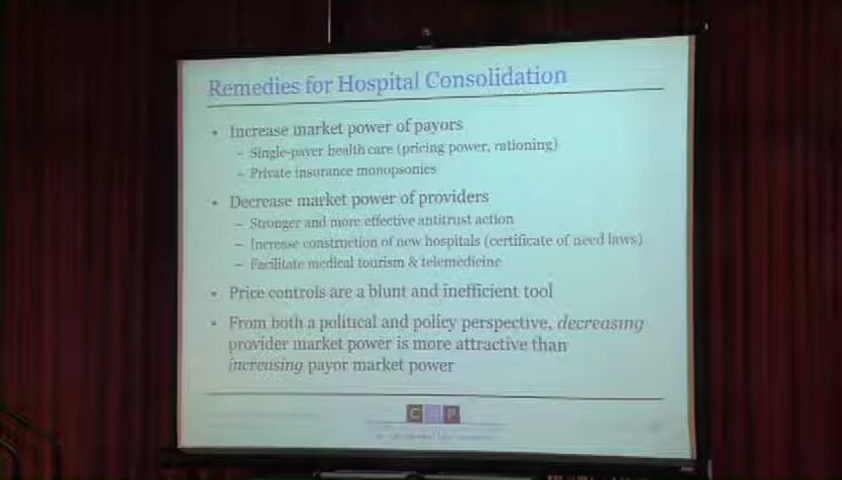 Remedies for Hospital Consolidation
• Increase market power of payors
– Single-payer health care (pricing power, rationing)
– Private insurance monopsonies
• Decrease market power of providers
– Stronger and more effective antitrust action
– Increase construction of new hospitals (certificate of need laws)
– Facilitate medical tourism & telemedicine
• Price controls are a blunt and inefficient tool
• From both a political and policy perspective, decreasing
provider market power is more attractive than
increasing payor market power